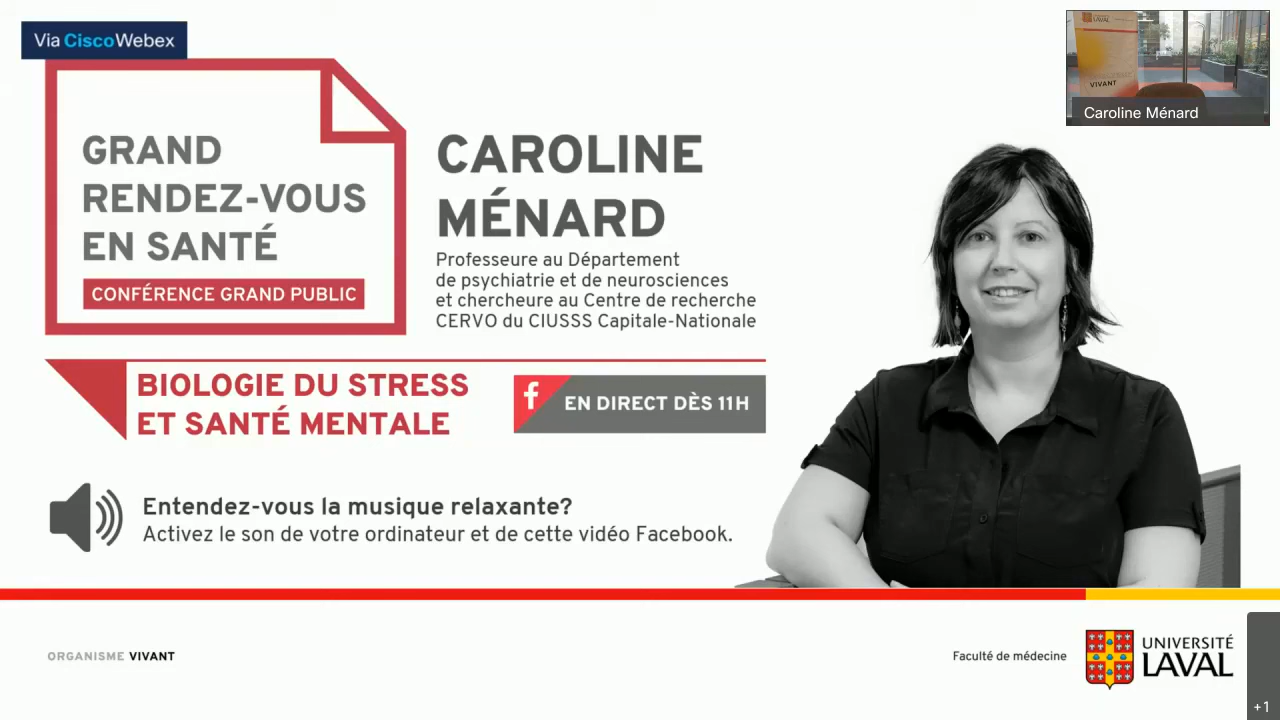 Via CiscoWebex
GRAND
RENDEZ-VOUS
EN SANTÉ
CONFÉRENCE GRAND PUBLIC
CAROLINE
MÉNARD
Professeure au Département
de psychiatrie et de neurosciences
et chercheure au Centre de recherche
CERVO du CIUSSS Capitale-Nationale
BIOLOGIE DU STRESS
ET SANTÉ MENTALE
f
EN DIRECT DÈS 11H
Entendez-vous la musique relaxante?
Activez le son de votre ordinateur et de cette vidéo Facebook.
LAVAL
VIVANT
Caroline Ménard
ORGANISME VIVANT
Faculté de médecine
UNIVERSITÉ
LAVAL
+1